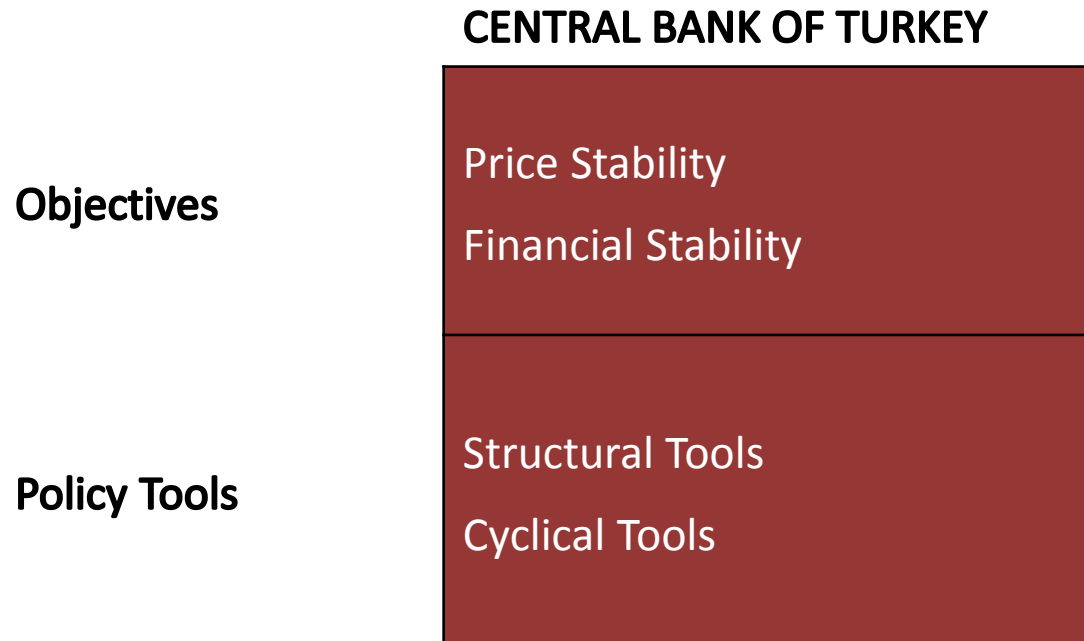 CENTRAL BANK OF TURKEY
Objectives
Price Stability
Financial Stability
Policy Tools
Structural Tools
Cyclical Tools